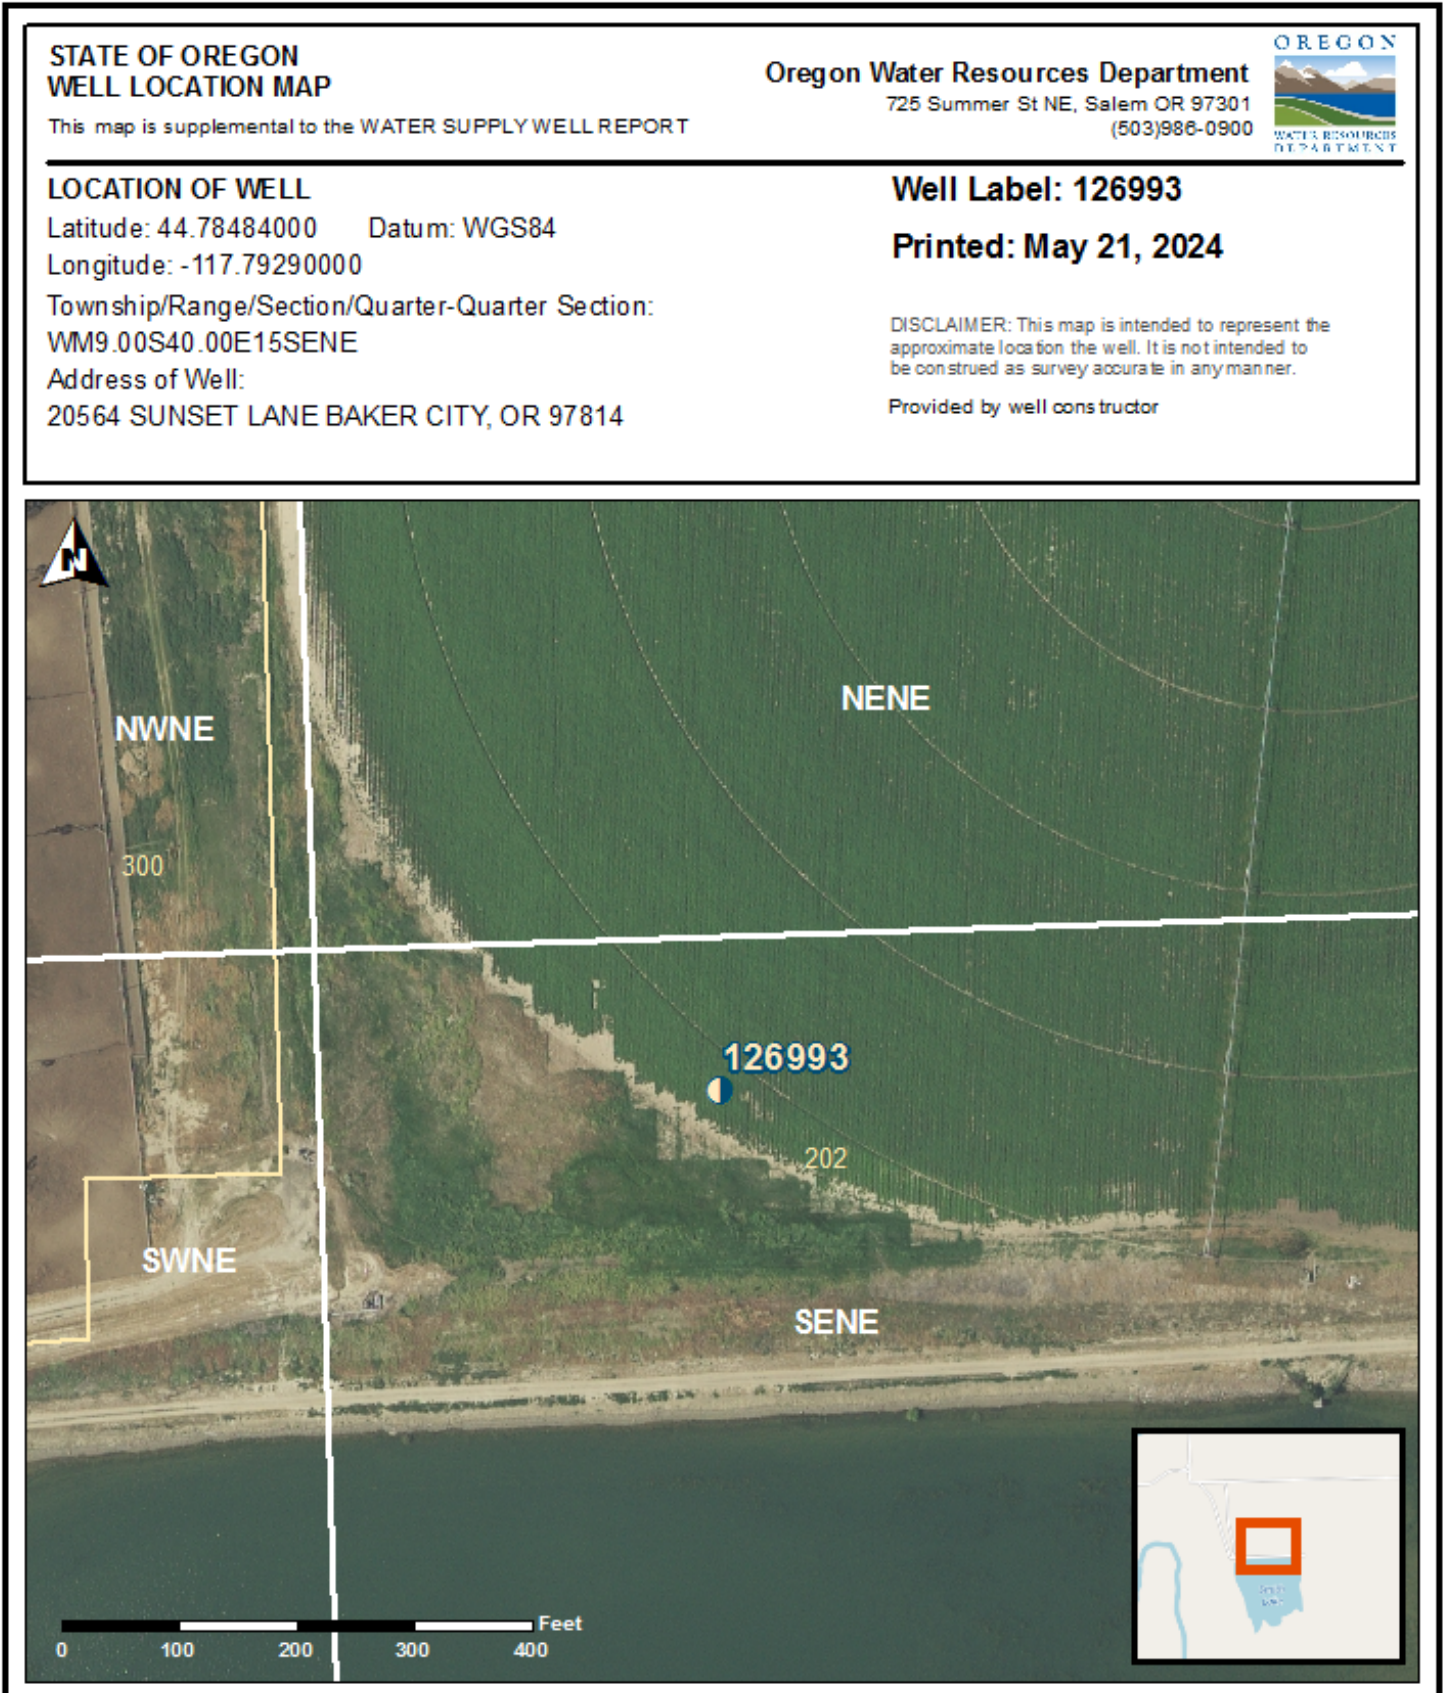 STATE OF OREGON
WELL LOCATION MAP
This map is supplemental to the WATER SUPPLY WELL REPORT
Oregon Water Resources Department
725 Summer St NE, Salem OR 97301
(503)986-0900
OREGON
WATER RESOURCES
DEPARTMENT
LOCATION OF WELL
Latitude: 44.78484000 Datum: WGS84
Longitude: -117.79290000
Township/Range/Section/Quarter-Quarter Section:
WM9.00S40.00E15SENE
Address of Well:
20564 SUNSET LANE BAKER CITY, OR 97814
Well Label: 126993
Printed: May 21, 2024
DISCLAIMER: This map is intended to represent the
approximate location the well. It is not intended to
be construed as survey accurate in any manner.
Provided by well constructor
N
NENE
NWNE
300
126993
202
SWNE
SENE
Feet
0 100 200 300 400